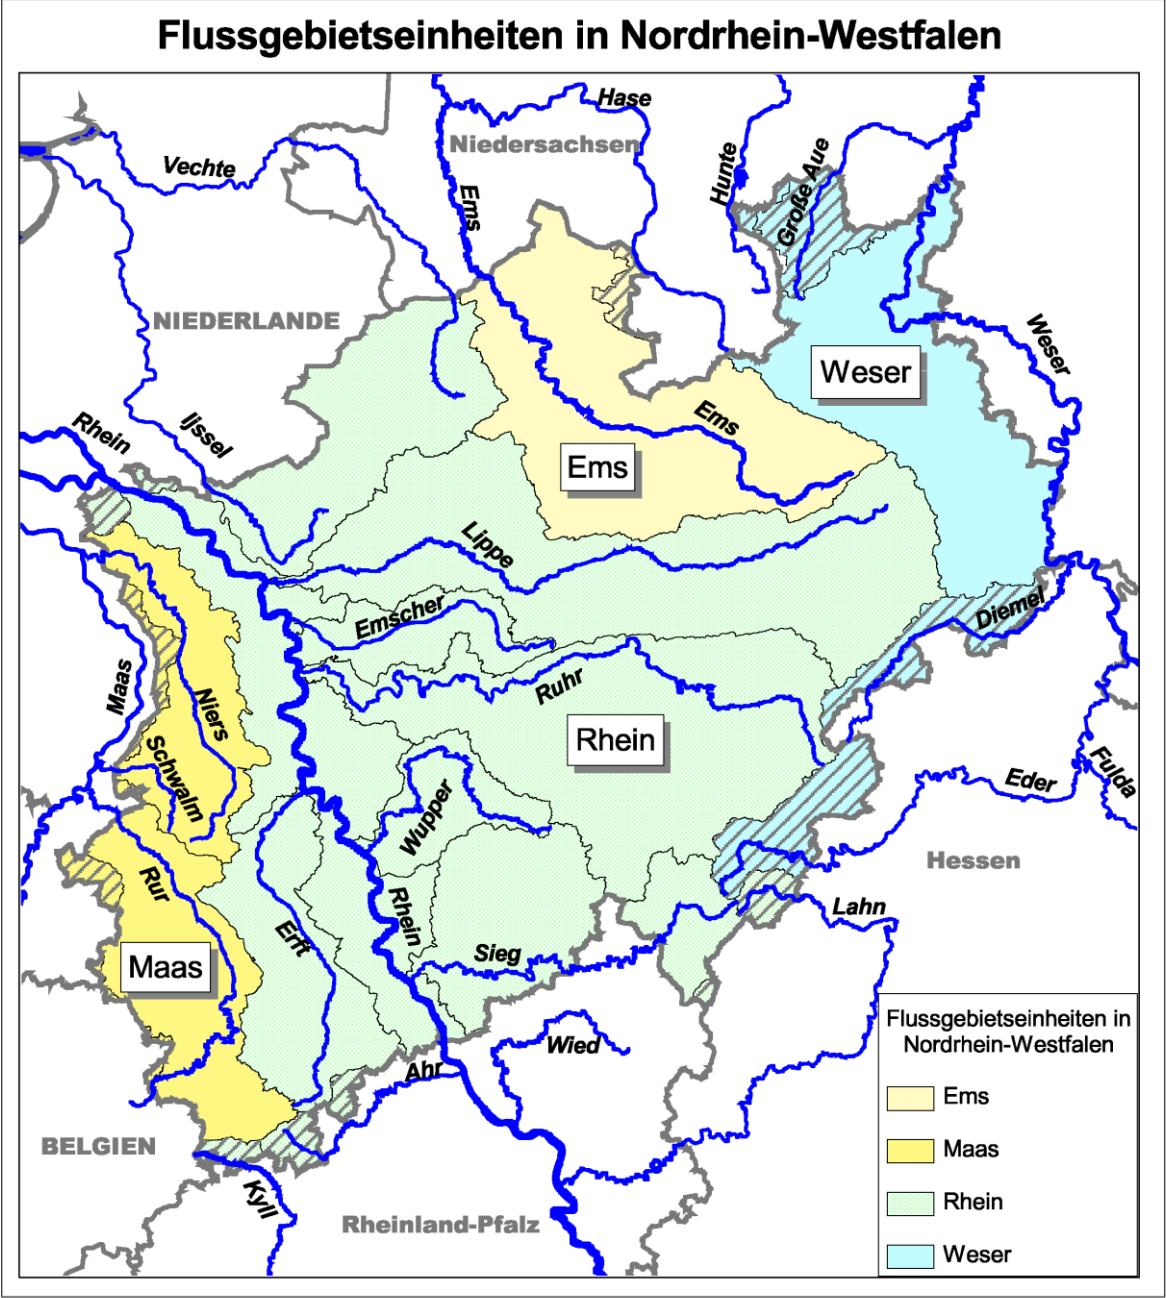 Flussgebietseinheiten in Nordrhein-Westfalen
Hase
Niedersachsen
Vechte
Ems
Hunte
Große Aue
NIEDERLANDE
Weser
Weser
Rhein
Ijssel
Ems
Ems
Lippe
Emscher
Diemel
Maas
Niers
Ruhr
Rhein
Schwalm
Wupper
Eder
Fulda
Hessen
Rur
Rhein
Lahn
Erft
Sieg
Maas
Wied
Ahr
BELGIEN
Kyll
Rheinland-Pfalz
Flussgebietseinheiten in
Nordrhein-Westfalen
Ems
Maas
Rhein
Weser